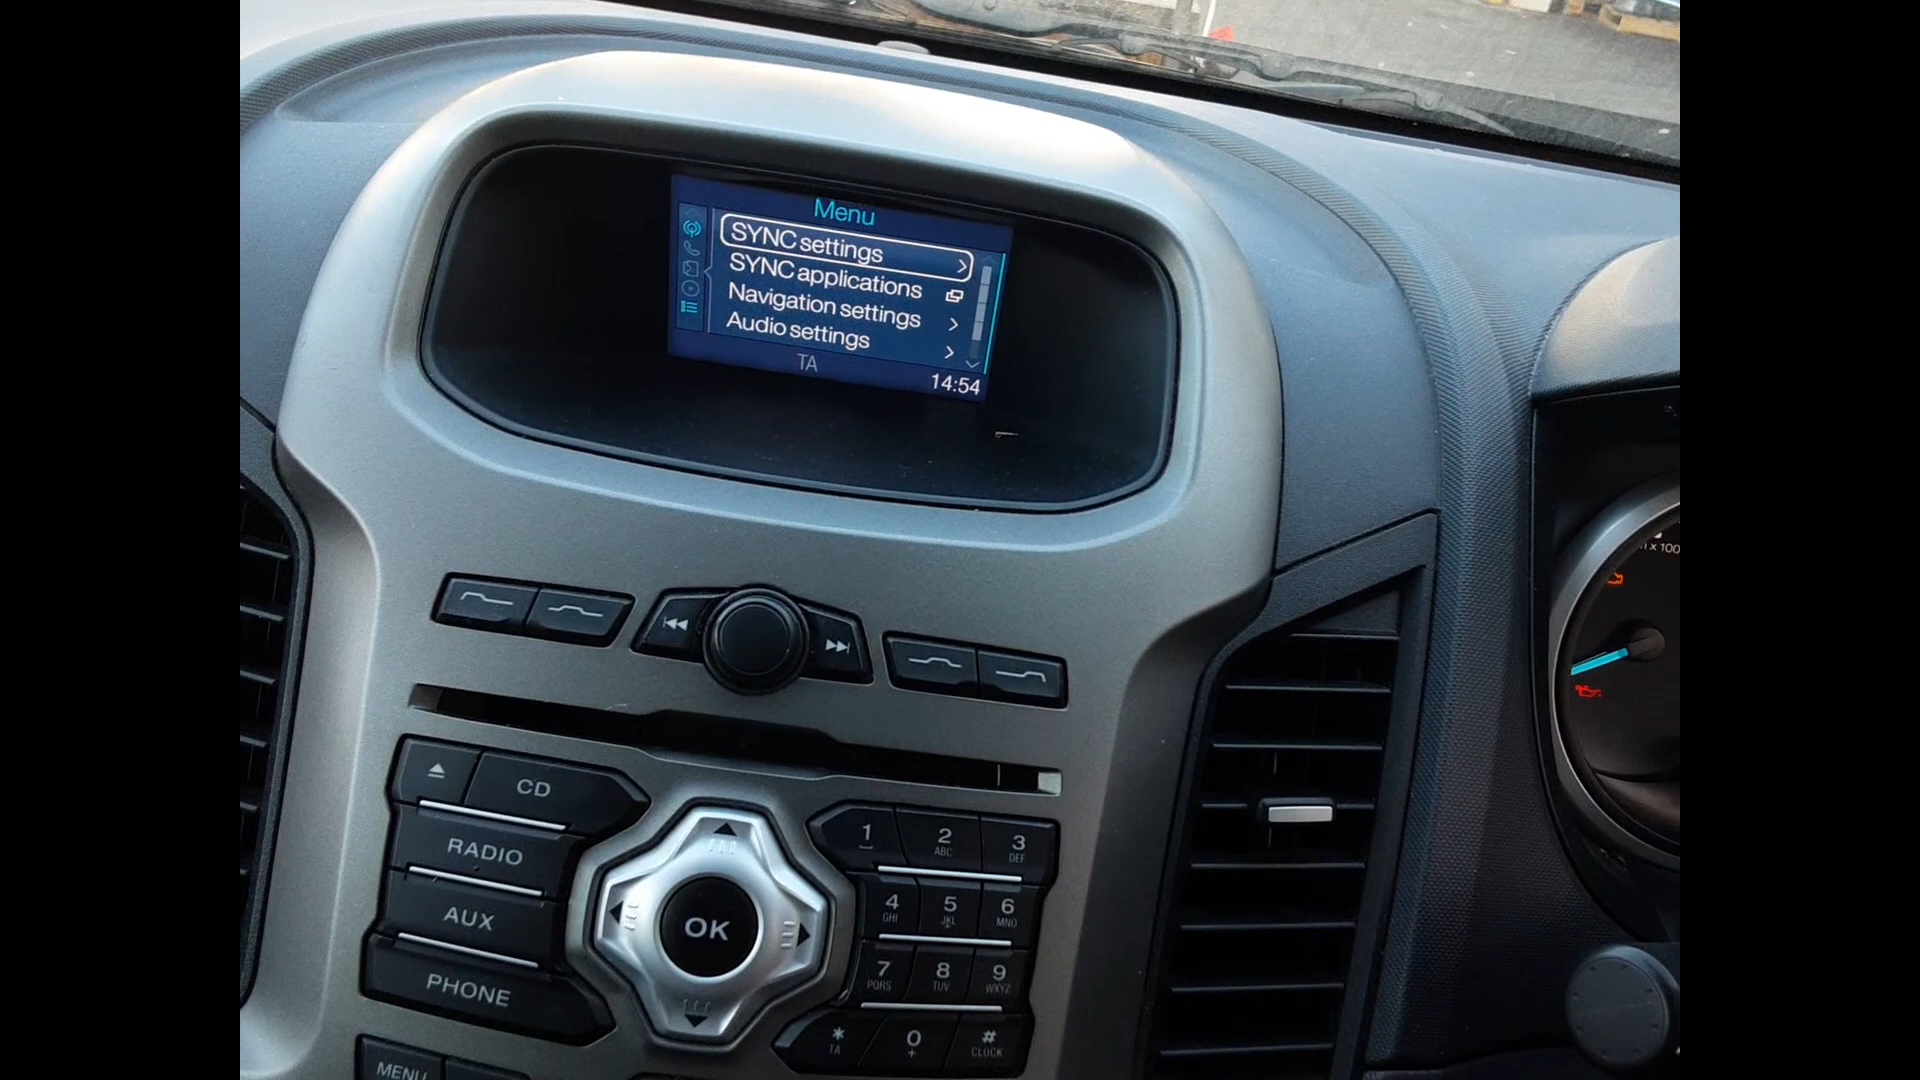 Menu
SYNC settings
SYNC applications
Navigation settings
Audio settings
TA
14:54
x 100
CD
RADIO
AUX
PHONE
MENU
OK
1
2
ABC
3
DEF
4
GHI
5
JKL
6
MNO
7
PQRS
8
TUV
9
WXYZ
*
TA
0
+
#
CLOCK